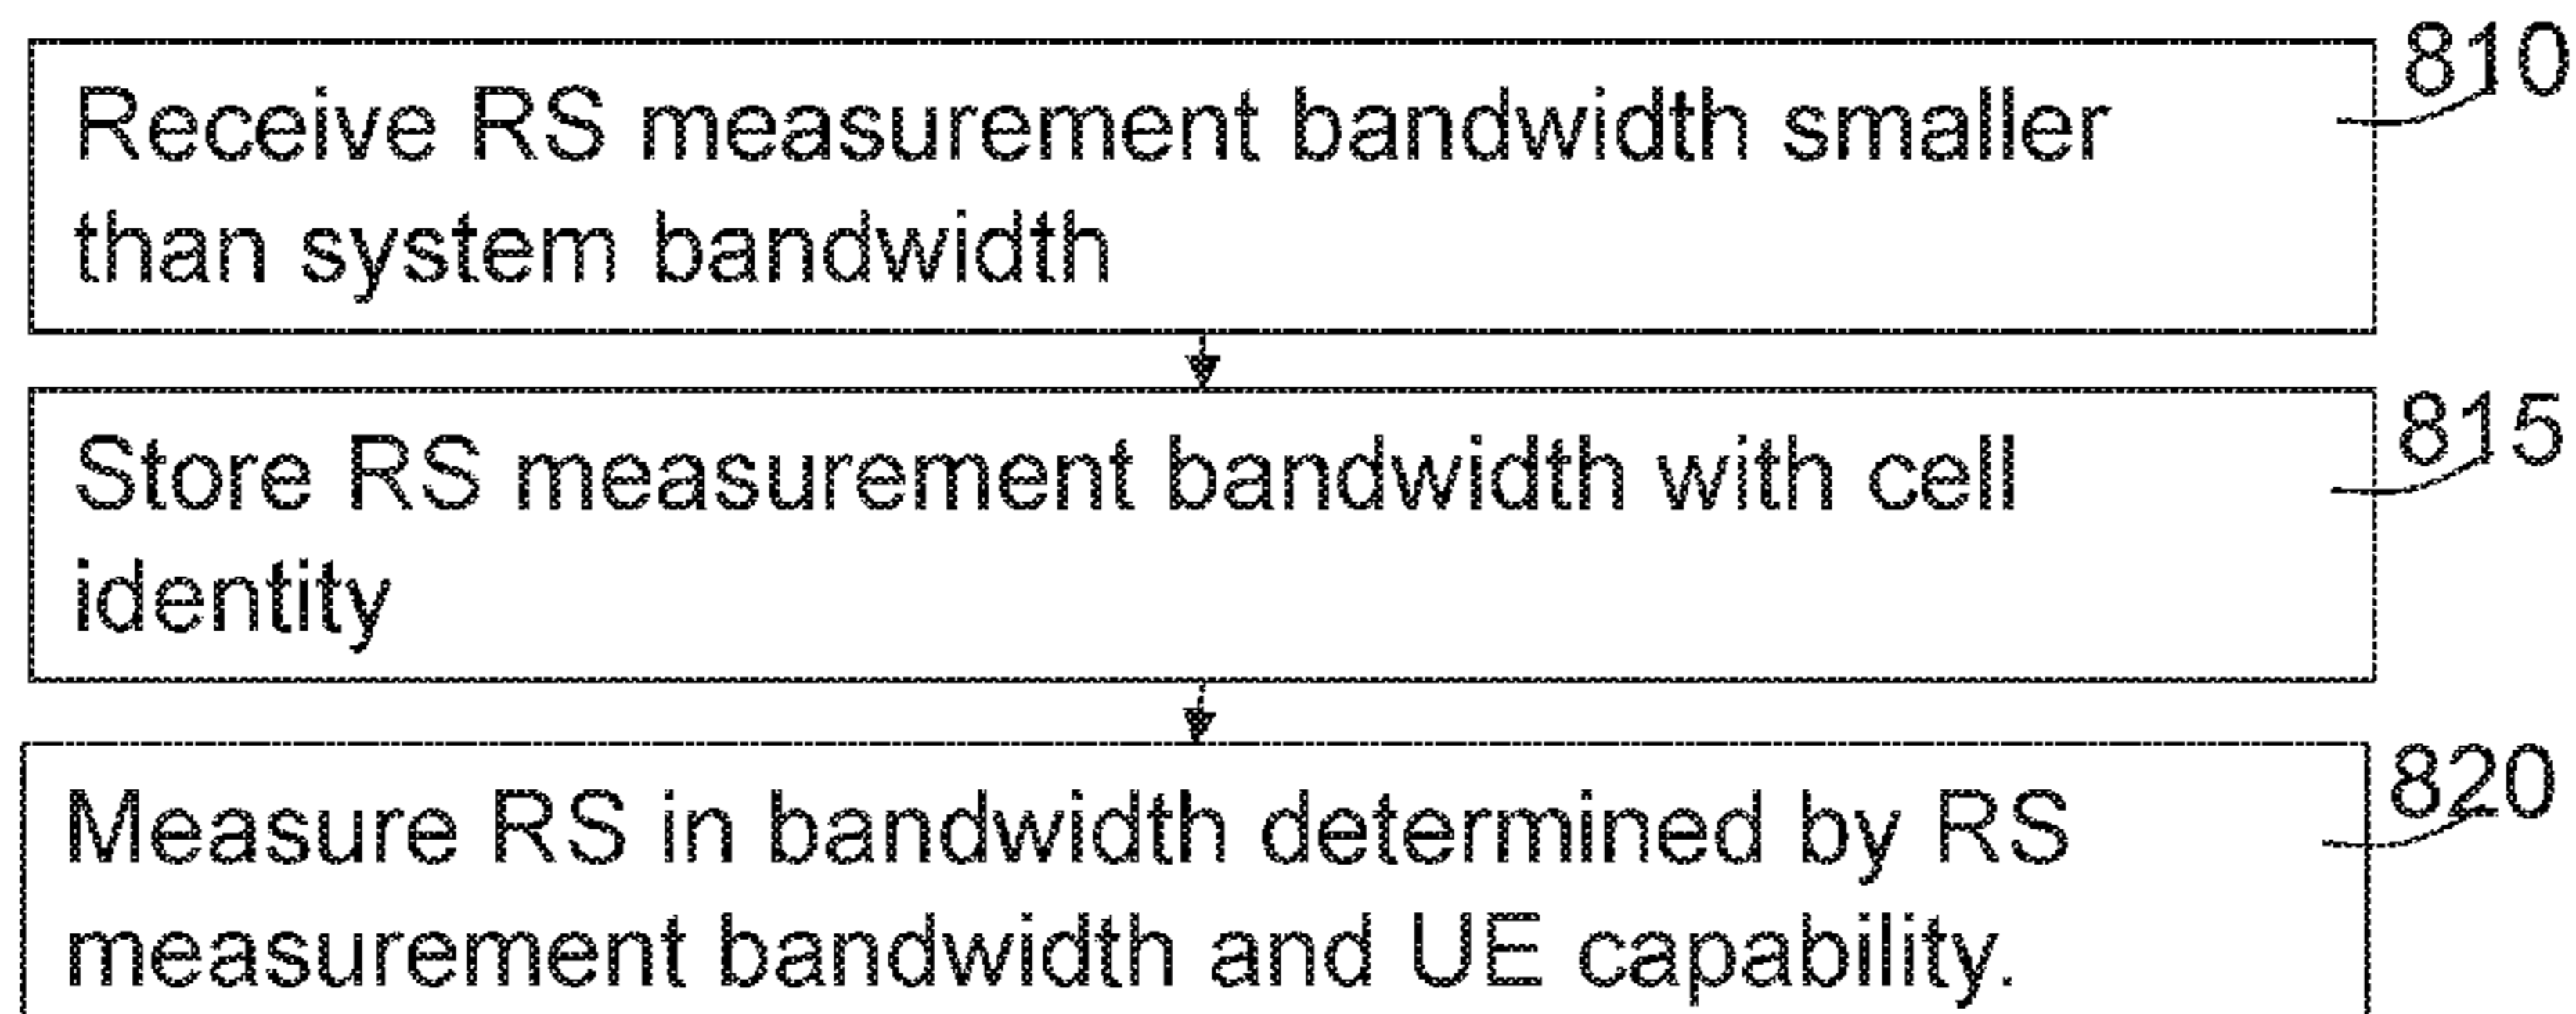 810
Receive RS measurement bandwidth smaller
than system bandwidth
815
Store RS measurement bandwidth with cell
identity
820
Measure RS in bandwidth determined by RS
measurement bandwidth and UE capability.